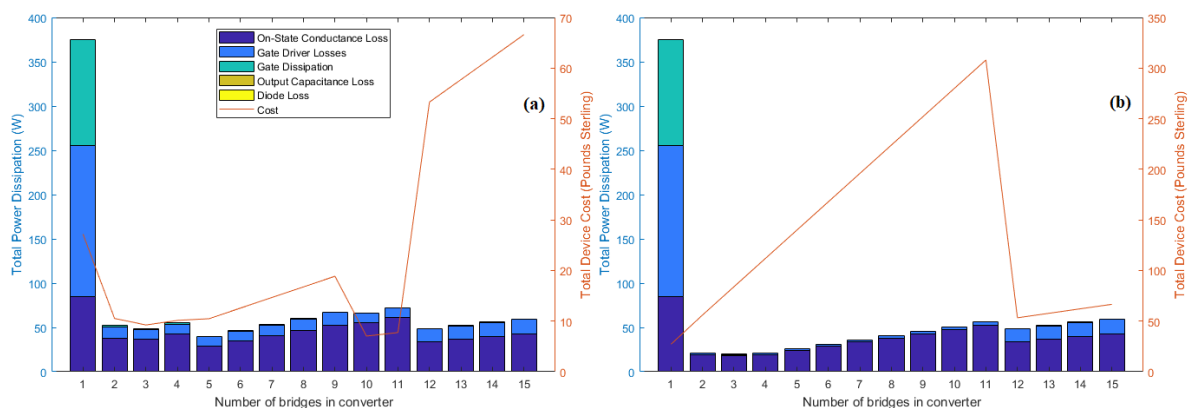 400
350
300
250
200
150
100
50
0
Total Power Dissipation (W)
On-State Conductance Loss
Gate Driver Losses
Gate Dissipation
Output Capacitance Loss
Diode Loss
Cost
(a)
70
60
50
40
30
20
10
0
Total Device Cost (Pounds Sterling)
1 2 3 4 5 6 7 8 9 10 11 12 13 14 15
Number of bridges in converter
400
350
300
250
200
150
100
50
0
Total Power Dissipation (W)
(b)
350
300
250
200
150
100
50
0
Total Device Cost (Pounds Sterling)
1 2 3 4 5 6 7 8 9 10 11 12 13 14 15
Number of bridges in converter